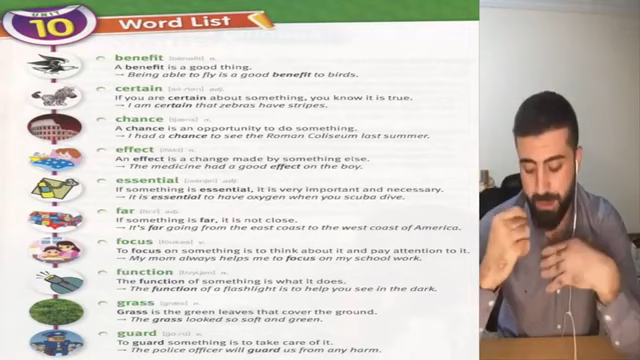 UNIT
10 Word List
benefit n.
A benefit is a good thing.
→ Being able to fly is a good benefit to birds.
certain adj.
If you are certain about something, you know it is true.
→ I am certain that zebras have stripes.
chance n.
A chance is an opportunity to do something.
→ I had a chance to see the Roman Coliseum last summer.
effect n.
An effect is a change made by something else.
→ The medicine had a good effect on the boy.
essential adj.
If something is essential, it is very important and necessary.
→ It is essential to have oxygen when you scuba dive.
far adj.
If something is far, it is not close.
→ It's far going from the east coast to the west coast of America.
focus v.
To focus on something is to think about it and pay attention to it.
→ My mom always helps me to focus on my school work.
function n.
The function of something is what it does.
→ The function of a flashlight is to help you see in the dark.
grass n.
Grass is the green leaves that cover the ground.
→ The grass looked so soft and green.
guard v.
To guard something is to take care of it.
→ The police officer will guard us from any harm.